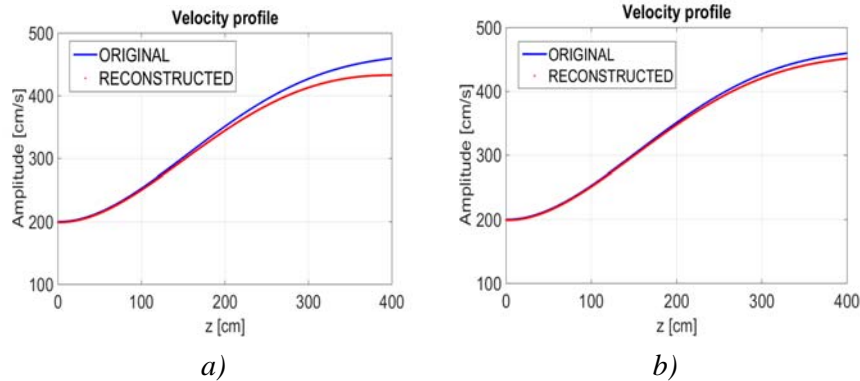 Velocity profile
500
ORIGINAL
RECONSTRUCTED
400
300
200
100
Amplitude [cm/s]
0
100
200
300
400
z [cm]
a)
Velocity profile
500
ORIGINAL
RECONSTRUCTED
400
300
200
100
Amplitude [cm/s]
0
100
200
300
400
z [cm]
b)